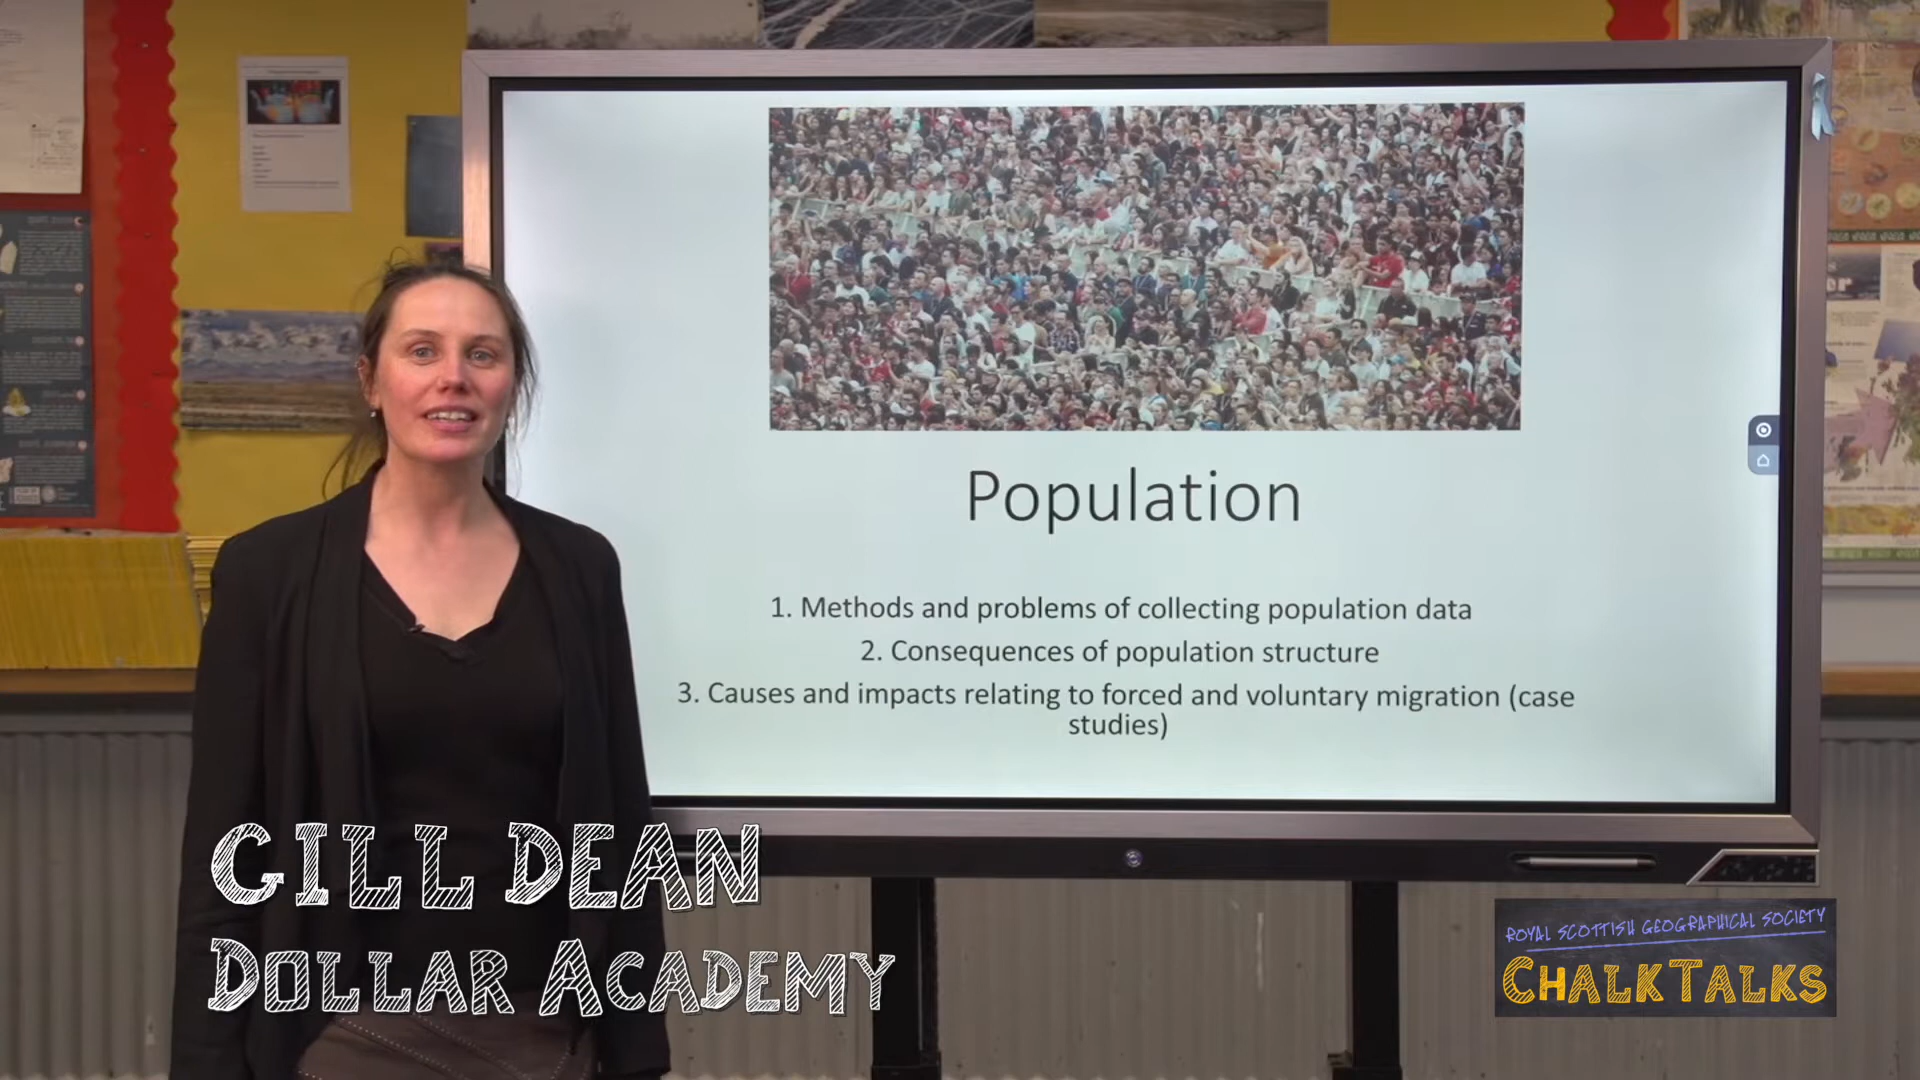 Population
1. Methods and problems of collecting population data
2. Consequences of population structure
3. Causes and impacts relating to forced and voluntary migration (case
studies)
GILL DEAN
DOLLAR ACADEMY
ROYAL SCOTTISH GEOGRAPHICAL SOCIETY
CHALKTALKS